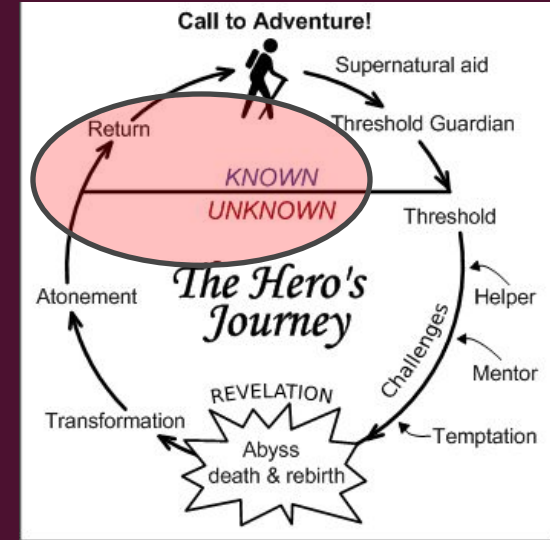 Call to Adventure!
Supernatural aid
Threshold Guardian
Return
KNOWN
UNKNOWN
Threshold
The Hero's
Journey
Helper
Challenges
Mentor
Temptation
Atonement
Transformation
REVELATION
Abyss
death & rebirth